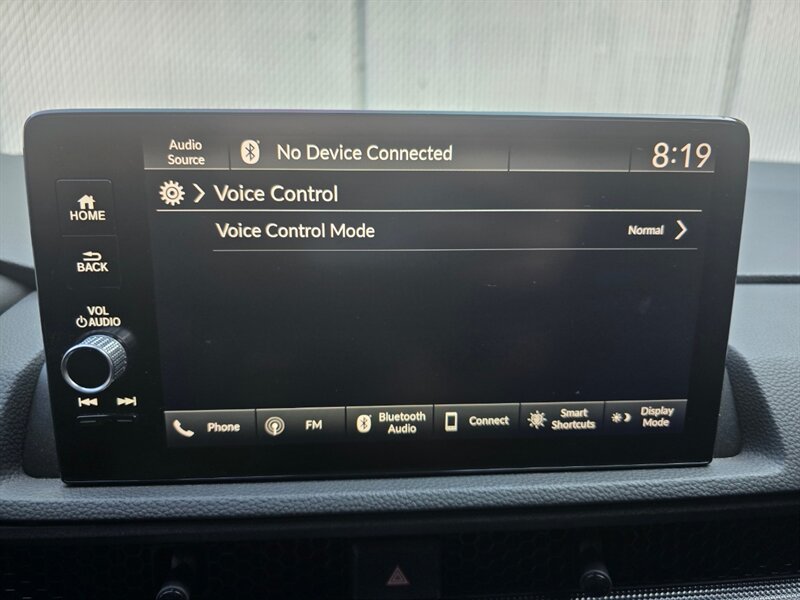 Audio
Source
No Device Connected
8:19
HOME
Voice Control
Voice Control Mode
Normal
BACK
VOL
AUDIO
Phone
FM
Bluetooth
Audio
Connect
Smart
Shortcuts
Display
Mode